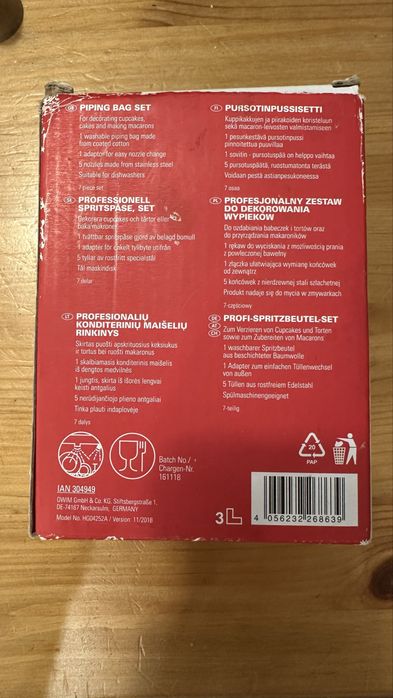 GB PIPING BAG SET
For decorating cupcakes,
cakes and making macarons
1 washable piping bag made
from coated cotton
1 adaptor for easy nozzle change
5 nozzles made from stainless steel
Suitable for dishwashers
7 piece set
SE PROFESSIONELL
SPRITSPÅSE, SET
Dekorera cupcakes och tårtor eller
baka makroner
1 tvättbar spritspåse gjord av belagd bomull
1 adapter för enkelt tyllbyte utifrån
5 tyllar av rostfritt specialstål
Tål maskindisk
7 delar
LT PROFESIONALIŲ
KONDITERINIŲ MAIŠELIŲ
RINKINYS
Skirtas puošti apskrituosius keksiukus
ir tortus bei ruošti makaronus
1 skalbiamasis konditerinis maišelis
iš dengtos medvilnės
1 jungtis, skirta iš išorės lengvai
keisti antgalius
5 nerūdijančiojo plieno antgaliai
Tinka plauti indaplovėje
7 dalys
FI PURSOTINPUSSISETTI
Kuppikakkujen ja piirakoiden koristeluun
sekä macaron-leivosten valmistamiseen
1 pesunkestävä pursotinpussi
pinnoitettua puuvillaa
1 sovitin - pursotuspää on helppo vaihtaa
5 pursotuspäätä, ruostumatonta terästä
Voidaan pestä astianpesukoneessa
7 osaa
PL PROFESJONALNY ZESTAW
DO DEKOROWANIA
WYPIEKÓW
Do ozdabiania babeczek i tortów oraz
do przyrządzania makaroników
1 rękaw do wyciskania z możliwością prania
z powleczonej bawełny
1 złączka ułatwiająca wymianę końcówek
od zewnątrz
5 końcówek z nierdzewnej stali szlachetnej
Produkt nadaje się do mycia w zmywarkach
7-częściowy
DE AT CH PROFI-SPRITZBEUTEL-SET
Zum Verzieren von Cupcakes und Torten
sowie zum Zubereiten von Macarons
1 waschbarer Spritzbeutel
aus beschichteter Baumwolle
1 Adapter zum einfachen Tüllenwechsel
von außen
5 Tüllen aus rostfreiem Edelstahl
Spülmaschinengeeignet
7-teilig
Batch No /
Chargen-Nr.
161118
20
PAP
IAN 304949
OWIM GmbH & Co. KG, Stiftsbergstraße 1,
DE-74167 Neckarsulm, GERMANY
Model No. HG04252A / Version: 11/2018
3 L
4 056232 268639